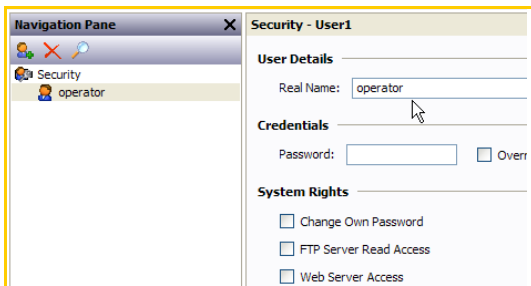 Navigation Pane
Security
operator
Security - User1
User Details
Real Name: operator
Credentials
Password: Overr
System Rights
Change Own Password
FTP Server Read Access
Web Server Access